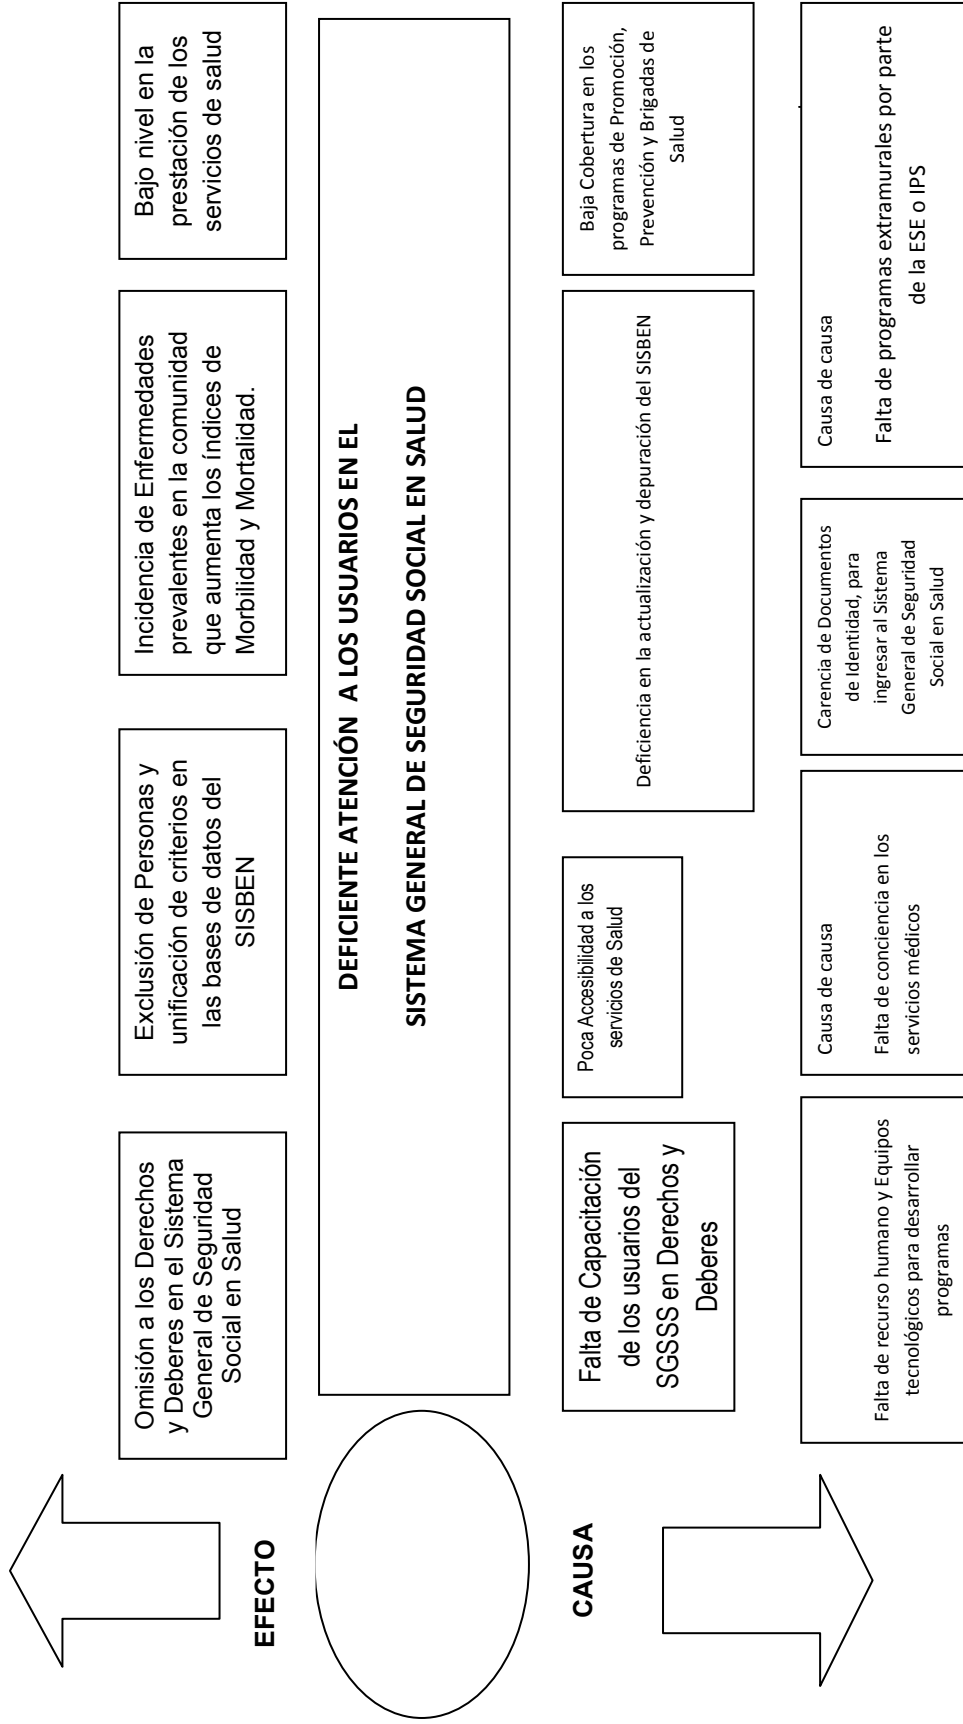 Omisión a los Derechos
y Deberes en el Sistema
General de Seguridad
Social en Salud
Exclusión de Personas y
unificación de criterios en
las bases de datos del
SISBEN
Incidencia de Enfermedades
prevalentes en la comunidad
que aumenta los índices de
Morbilidad y Mortalidad.
Bajo nivel en la
prestación de los
servicios de salud
EFECTO
DEFICIENTE ATENCIÓN A LOS USUARIOS EN EL
SISTEMA GENERAL DE SEGURIDAD SOCIAL EN SALUD
CAUSA
Falta de Capacitación
de los usuarios del
SGSSS en Derechos y
Deberes
Poca Accesibilidad a los
servicios de Salud
Deficiencia en la actualización y depuración del SISBEN
Baja Cobertura en los
programas de Promoción,
Prevención y Brigadas de
Salud
Falta de recurso humano y Equipos
tecnológicos para desarrollar
programas
Causa de causa
Falta de conciencia en los
servicios médicos
Carencia de Documentos
de Identidad, para
ingresar al Sistema
General de Seguridad
Social en Salud
Causa de causa
Falta de programas extramurales por parte
de la ESE o IPS